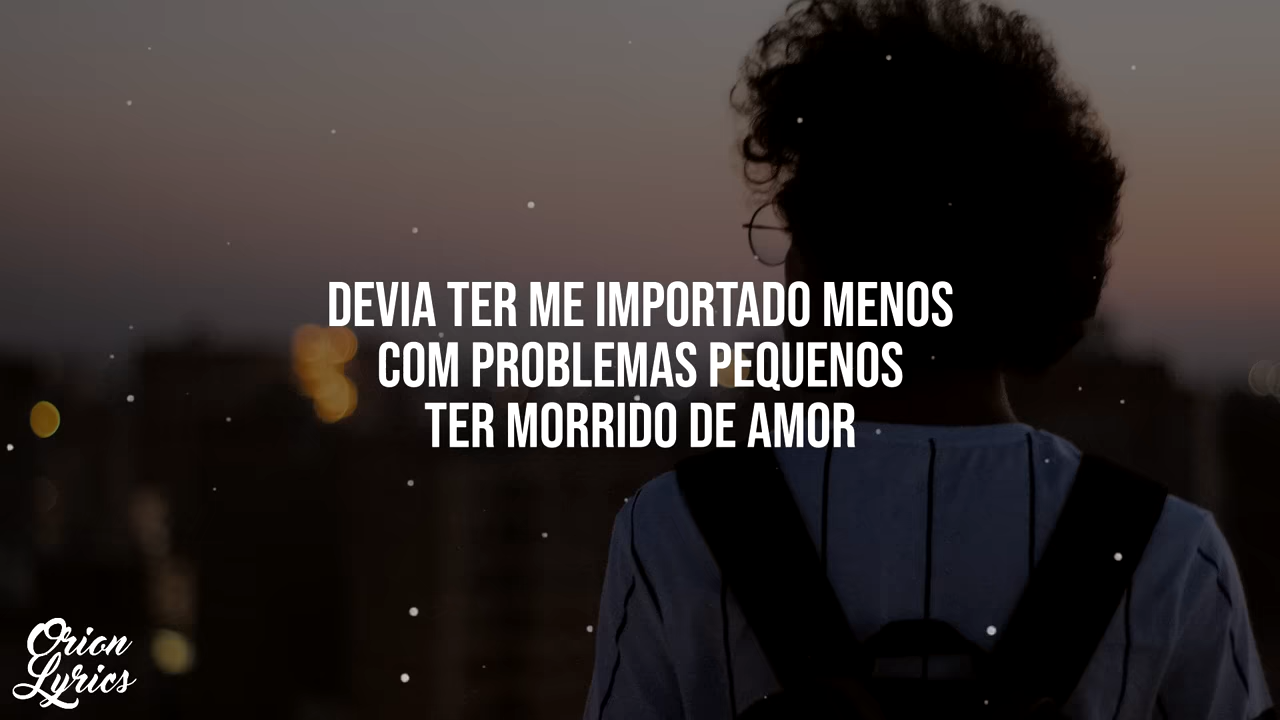 DEVIA TER ME IMPORTADO MENOS
COM PROBLEMAS PEQUENOS
TER MORRIDO DE AMOR
Orion
Lyrics